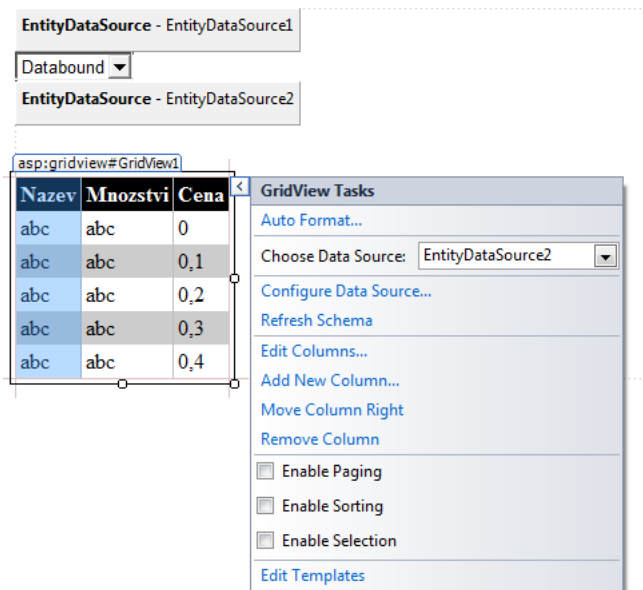 EntityDataSource - EntityDataSource1
Databound
EntityDataSource - EntityDataSource2
asp:gridview#GridView1
Nazev Mnozstvi Cena
abc abc 0
abc abc 0,1
abc abc 0,2
abc abc 0,3
abc abc 0,4
GridView Tasks
Auto Format...
Choose Data Source: EntityDataSource2
Configure Data Source...
Refresh Schema
Edit Columns...
Add New Column...
Move Column Right
Remove Column
Enable Paging
Enable Sorting
Enable Selection
Edit Templates